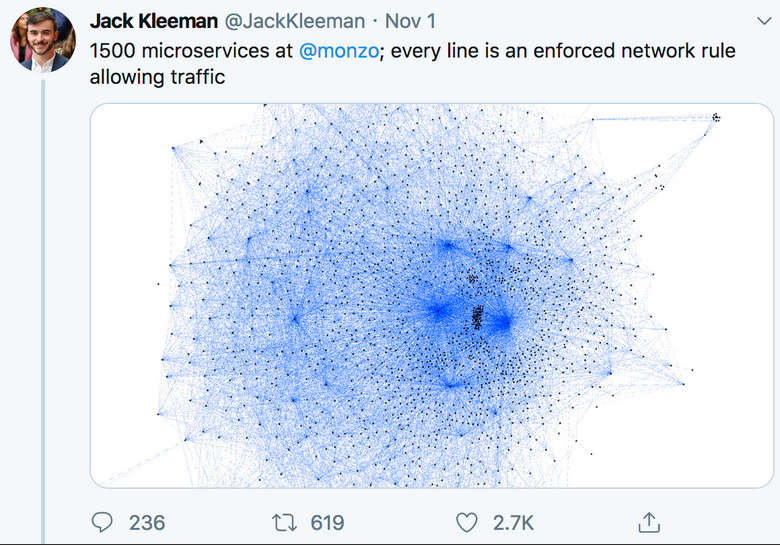 Jack Kleeman @JackKleeman · Nov 1
1500 microservices at @monzo; every line is an enforced network rule
allowing traffic
236 619 2.7K